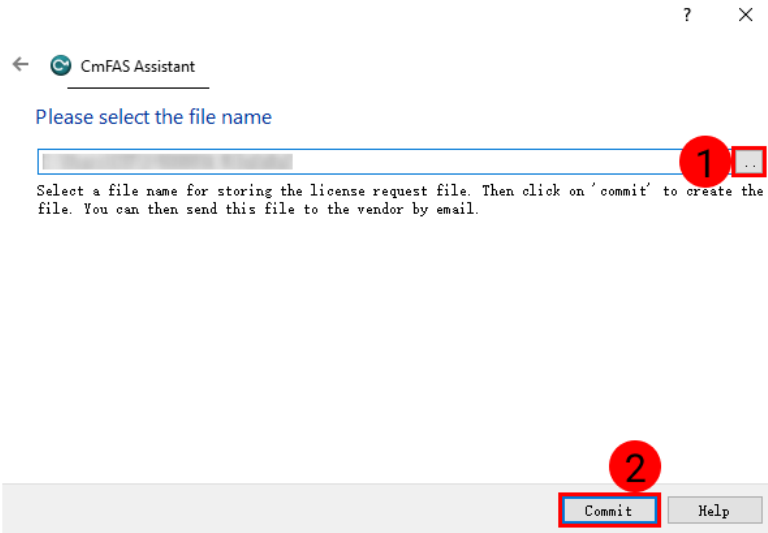 ?
CmFAS Assistant
Please select the file name
1
..
Select a file name for storing the license request file. Then click on 'commit' to create the
file. You can then send this file to the vendor by email.
2
Commit Help